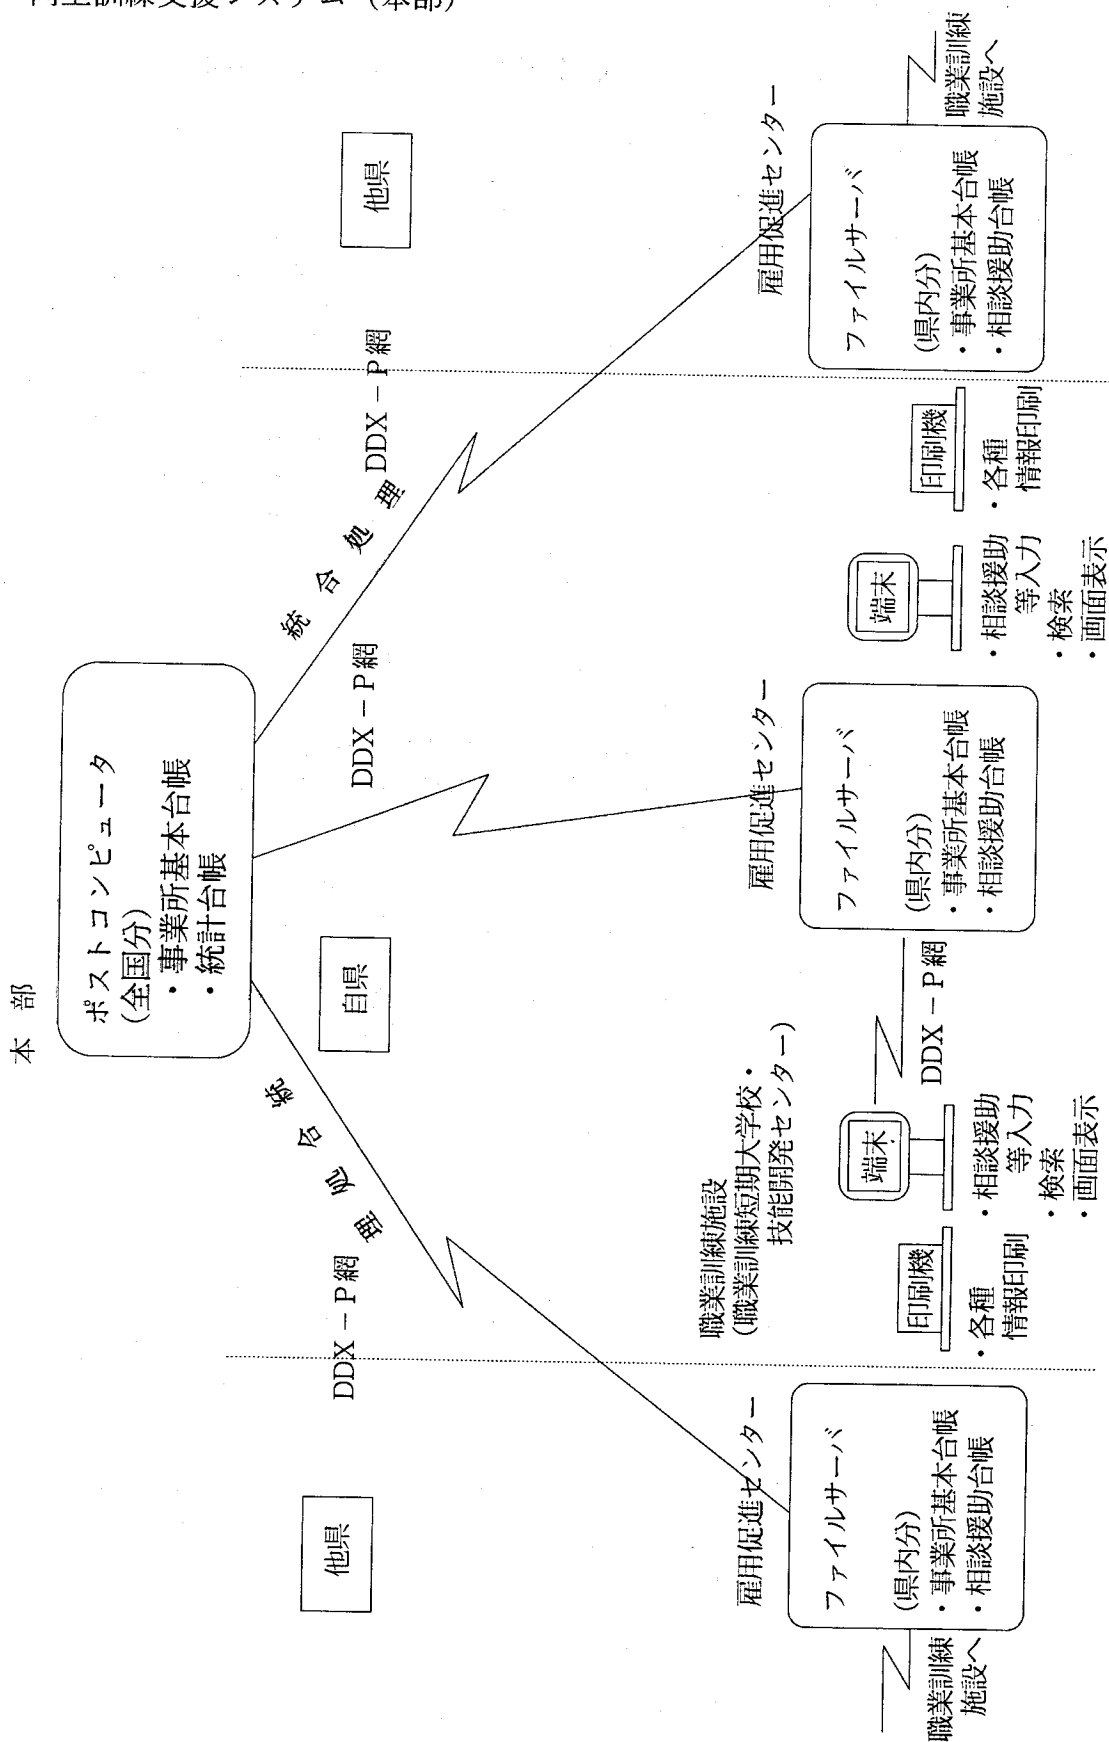 向上訓練支援システム (本部)
本 部
ポストコンピュータ
(全国分)
・事業所基本台帳
・統計台帳
統合処理
統合処理
DDX-P網
DDX-P網
DDX-P網
他県
自県
他県
雇用促進センター
ファイルサーバ
(県内分)
・事業所基本台帳
・相談援助台帳
職業訓練
施設へ
職業訓練施設
(職業訓練短期大学校・
技能開発センター)
印刷機
・各種
情報印刷
端末
・相談援助
等入力
・検索
・画面表示
DDX-P網
雇用促進センター
ファイルサーバ
(県内分)
・事業所基本台帳
・相談援助台帳
端末
・相談援助
等入力
・検索
・画面表示
印刷機
・各種
情報印刷
雇用促進センター
ファイルサーバ
(県内分)
・事業所基本台帳
・相談援助台帳
職業訓練
施設へ